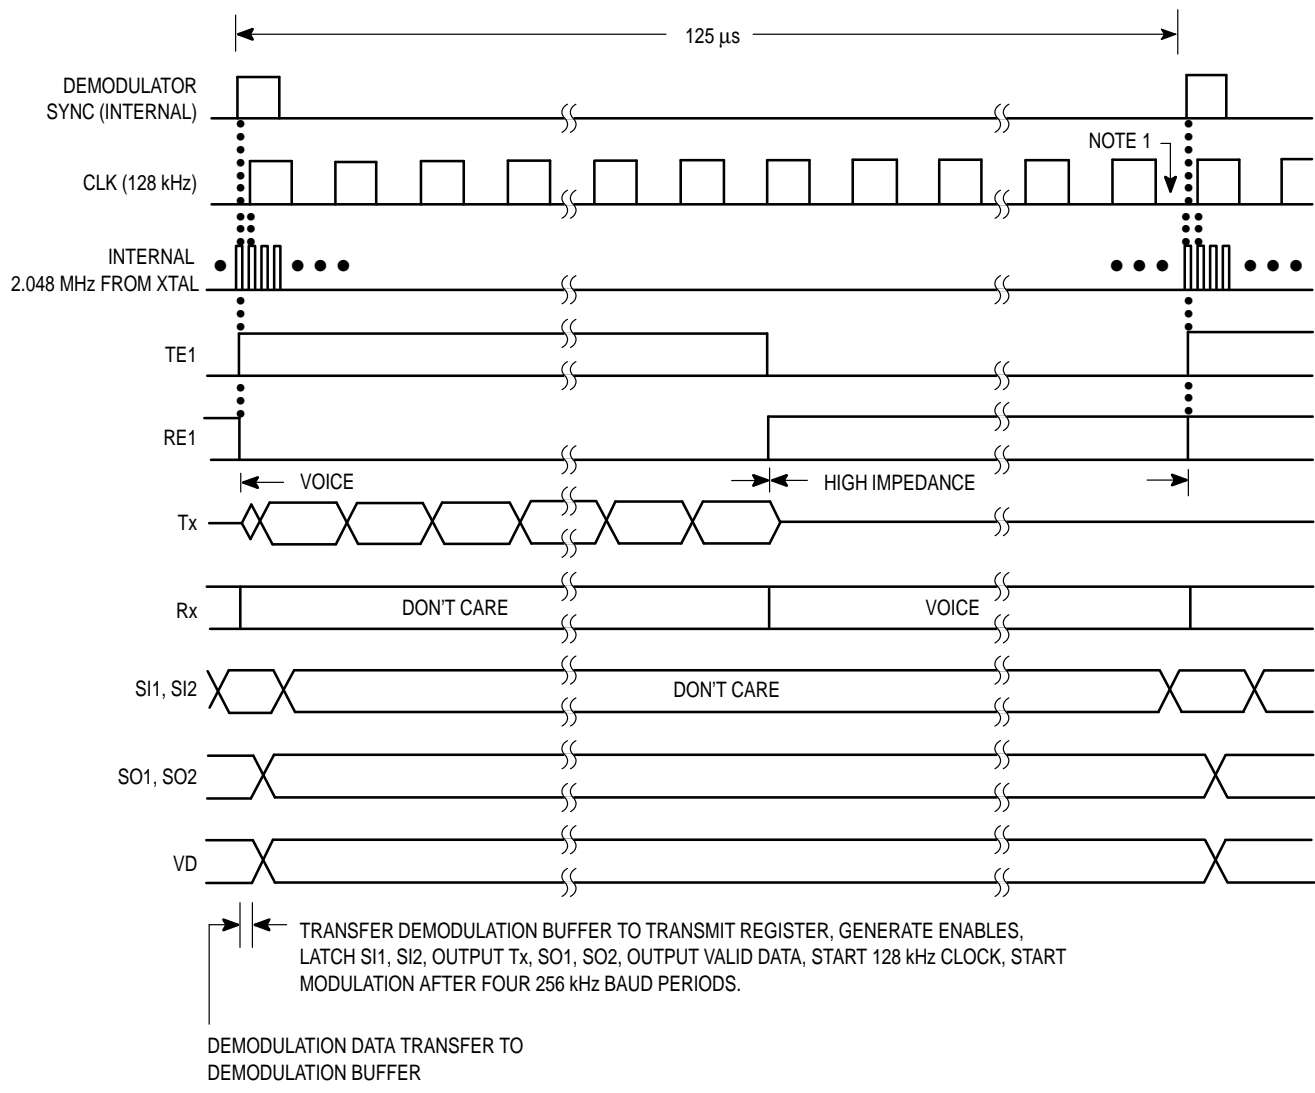 125 μs
DEMODULATOR
SYNC (INTERNAL)
NOTE 1
CLK (128 kHz)
INTERNAL
2.048 MHz FROM XTAL
TE1
RE1
VOICE
HIGH IMPEDANCE
Tx
Rx
DON'T CARE
VOICE
SI1, SI2
DON'T CARE
SO1, SO2
VD
TRANSFER DEMODULATION BUFFER TO TRANSMIT REGISTER, GENERATE ENABLES,
LATCH SI1, SI2, OUTPUT Tx, SO1, SO2, OUTPUT VALID DATA, START 128 kHz CLOCK, START
MODULATION AFTER FOUR 256 kHz BAUD PERIODS.
DEMODULATION DATA TRANSFER TO
DEMODULATION BUFFER